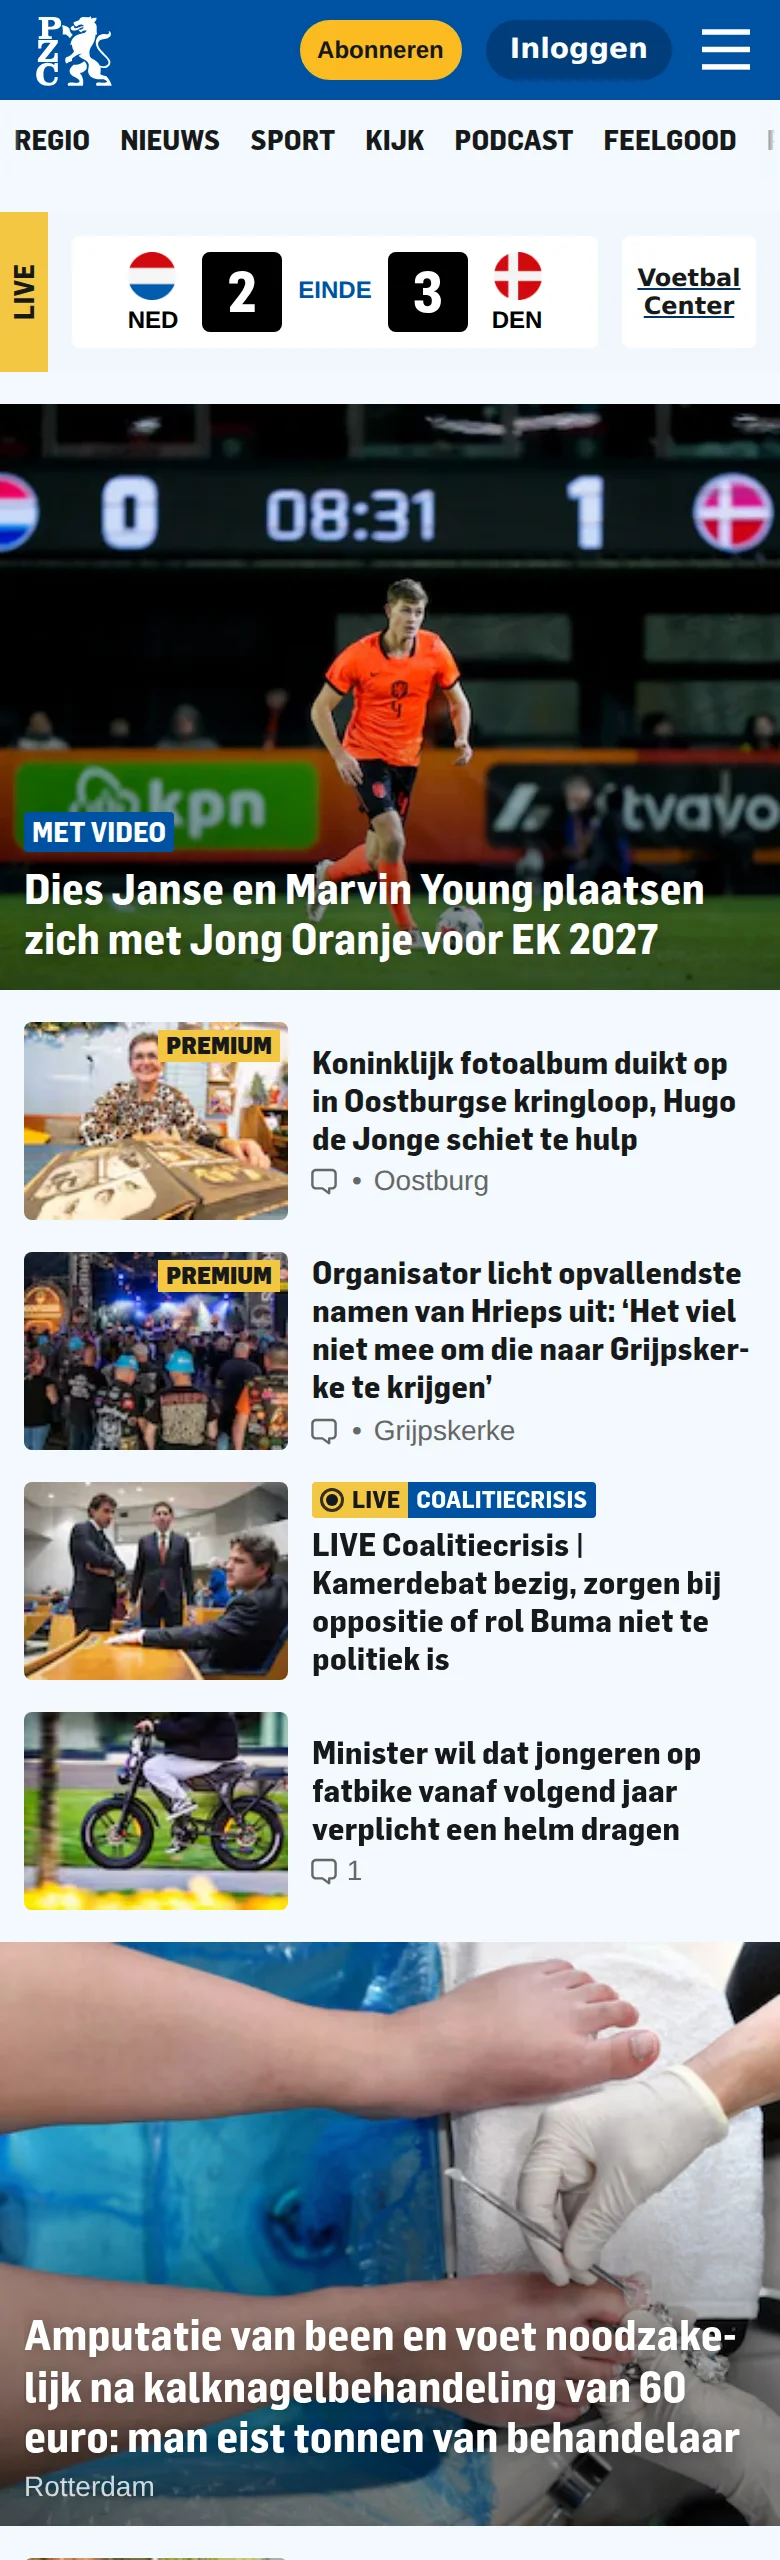 PZC
Abonneren
Inloggen
REGIO NIEUWS SPORT KIJK PODCAST FEELGOOD
LIVE
NED
2
EINDE
3
DEN
Voetbal
Center
0 08:31 1
4
kpn
MET VIDEO
Dies Janse en Marvin Young plaatsen
zich met Jong Oranje voor EK 2027
PREMIUM
Koninklijk fotoalbum duikt op
in Oostburgse kringloop, Hugo
de Jonge schiet te hulp
• Oostburg
PREMIUM
Organisator licht opvallendste
namen van Hrieps uit: ‘Het viel
niet mee om die naar Grijpsker-
ke te krijgen’
• Grijpskerke
LIVE COALITIECRISIS
LIVE Coalitiecrisis |
Kamerdebat bezig, zorgen bij
oppositie of rol Buma niet te
politiek is
Minister wil dat jongeren op
fatbike vanaf volgend jaar
verplicht een helm dragen
1
Amputatie van been en voet noodzake-
lijk na kalknagelbehandeling van 60
euro: man eist tonnen van behandelaar
Rotterdam